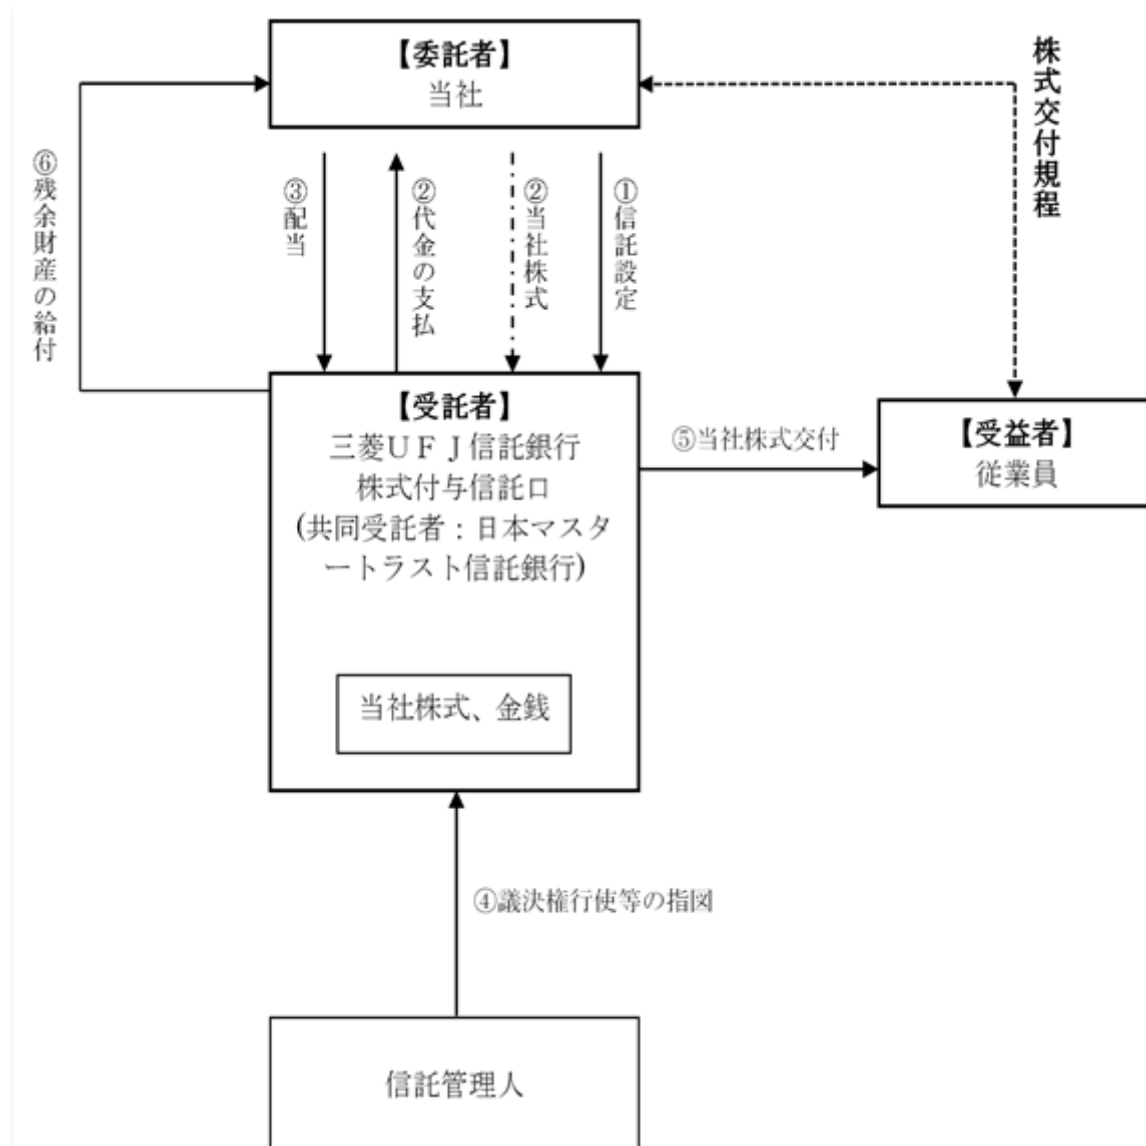 【委託者】
当社
株式交付規程
⑥残余財産の給付
③配当
②代金の支払
②当社株式
①信託設定
【受託者】
三菱ＵＦＪ信託銀行
株式付与信託口
(共同受託者：日本マスタ
ートラスト信託銀行)
当社株式、金銭
⑤当社株式交付
【受益者】
従業員
④議決権行使等の指図
信託管理人